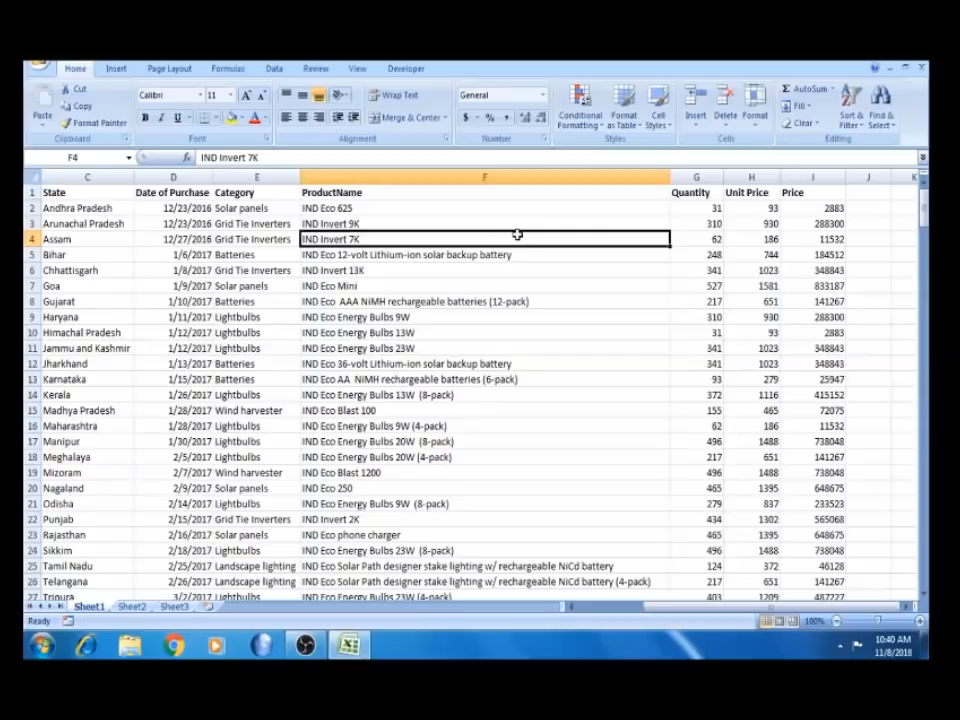 Home Insert Page Layout Formulas Data Review View Developer
Cut
Copy
Paste
Format Painter
Clipboard
Calibri 11
B I U
Font
Wrap Text
Merge & Center
Alignment
General
$ % ,
Number
Conditional Formatting
Format as Table
Cell Styles
Styles
Insert Delete Format
Cells
AutoSum
Fill
Clear
Sort & Filter
Find & Select
Editing
F4 fx IND Invert 7K
C D E F G H I J K
1 State Date of Purchase Category ProductName Quantity Unit Price Price
2 Andhra Pradesh 12/23/2016 Solar panels IND Eco 625 31 93 2883
3 Arunachal Pradesh 12/23/2016 Grid Tie Inverters IND Invert 9K 310 930 288300
4 Assam 12/27/2016 Grid Tie Inverters IND Invert 7K 62 186 11532
5 Bihar 1/6/2017 Batteries IND Eco 12-volt Lithium-ion solar backup battery 248 744 184512
6 Chhattisgarh 1/8/2017 Grid Tie Inverters IND Invert 13K 341 1023 348843
7 Goa 1/9/2017 Solar panels IND Eco Mini 527 1581 833187
8 Gujarat 1/10/2017 Batteries IND Eco AAA NiMH rechargeable batteries (12-pack) 217 651 141267
9 Haryana 1/11/2017 Lightbulbs IND Eco Energy Bulbs 9W 310 930 288300
10 Himachal Pradesh 1/12/2017 Lightbulbs IND Eco Energy Bulbs 13W 31 93 2883
11 Jammu and Kashmir 1/12/2017 Lightbulbs IND Eco Energy Bulbs 23W 341 1023 348843
12 Jharkhand 1/13/2017 Batteries IND Eco 36-volt Lithium-ion solar backup battery 341 1023 348843
13 Karnataka 1/15/2017 Batteries IND Eco AA NiMH rechargeable batteries (6-pack) 93 279 25947
14 Kerala 1/26/2017 Lightbulbs IND Eco Energy Bulbs 13W (8-pack) 372 1116 415152
15 Madhya Pradesh 1/28/2017 Wind harvester IND Eco Blast 100 155 465 72075
16 Maharashtra 1/28/2017 Lightbulbs IND Eco Energy Bulbs 9W (4-pack) 62 186 11532
17 Manipur 1/30/2017 Lightbulbs IND Eco Energy Bulbs 20W (8-pack) 496 1488 738048
18 Meghalaya 2/5/2017 Lightbulbs IND Eco Energy Bulbs 20W (4-pack) 217 651 141267
19 Mizoram 2/7/2017 Wind harvester IND Eco Blast 1200 496 1488 738048
20 Nagaland 2/9/2017 Solar panels IND Eco 250 465 1395 648675
21 Odisha 2/14/2017 Lightbulbs IND Eco Energy Bulbs 9W (8-pack) 279 837 233523
22 Punjab 2/15/2017 Grid Tie Inverters IND Invert 2K 434 1302 565068
23 Rajasthan 2/16/2017 Solar panels IND Eco phone charger 465 1395 648675
24 Sikkim 2/18/2017 Lightbulbs IND Eco Energy Bulbs 23W (8-pack) 496 1488 738048
25 Tamil Nadu 2/25/2017 Landscape lighting IND Eco Solar Path designer stake lighting w/ rechargeable NiCd battery 124 372 46128
26 Telangana 2/26/2017 Landscape lighting IND Eco Solar Path designer stake lighting w/ rechargeable NiCd battery (4-pack) 217 651 141267
27 Tripura 3/2/2017 Lightbulbs IND Eco Energy Bulbs 23W (4-pack) 403 1209 487227
Sheet1 Sheet2 Sheet3
Ready 100%
10:40 AM
11/8/2018